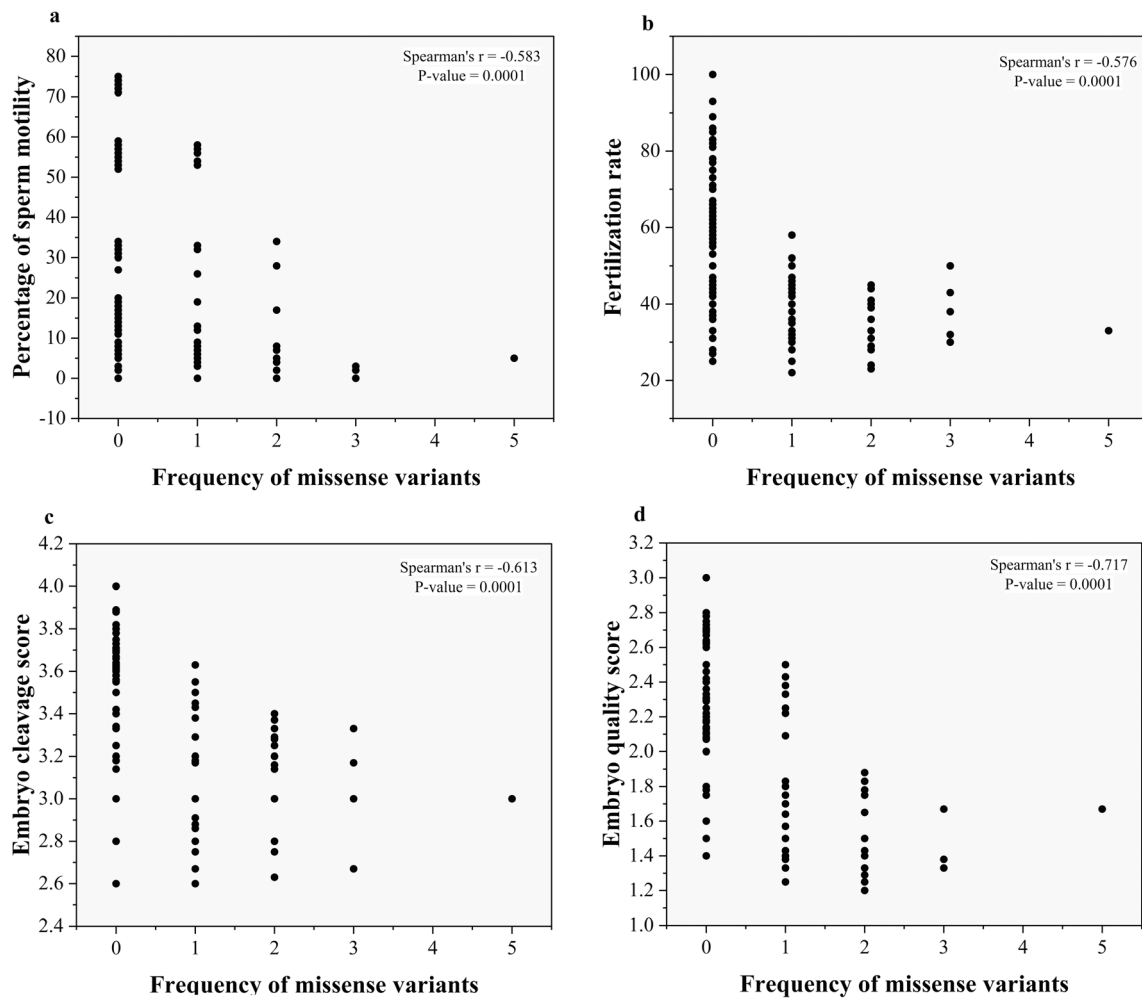 a
Spearman's r = -0.583
P-value = 0.0001
Percentage of sperm motility
80
70
60
50
40
30
20
10
0
-10
0 1 2 3 4 5
Frequency of missense variants
b
Spearman's r = -0.576
P-value = 0.0001
Fertilization rate
100
80
60
40
20
0 1 2 3 4 5
Frequency of missense variants
c
Spearman's r = -0.613
P-value = 0.0001
Embryo cleavage score
4.2
4.0
3.8
3.6
3.4
3.2
3.0
2.8
2.6
2.4
0 1 2 3 4 5
Frequency of missense variants
d
Spearman's r = -0.717
P-value = 0.0001
Embryo quality score
3.2
3.0
2.8
2.6
2.4
2.2
2.0
1.8
1.6
1.4
1.2
1.0
0 1 2 3 4 5
Frequency of missense variants